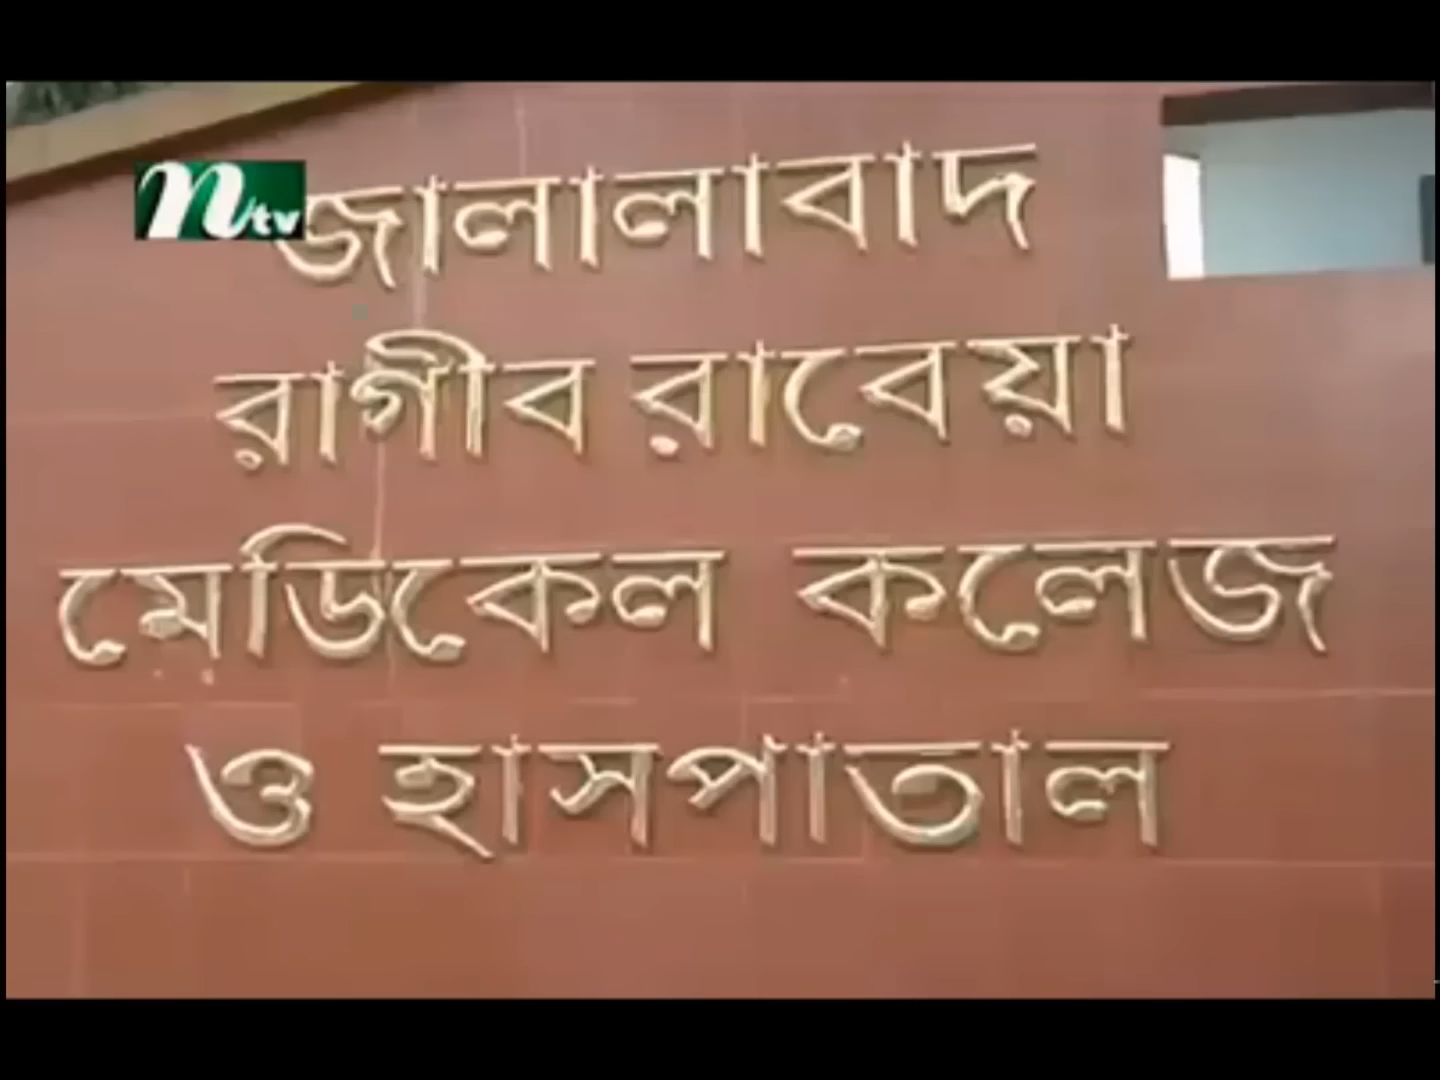 ntv
জালালাবাদ
রাগীব রাবেয়া
মেডিকেল কলেজ
ও হাসপাতাল